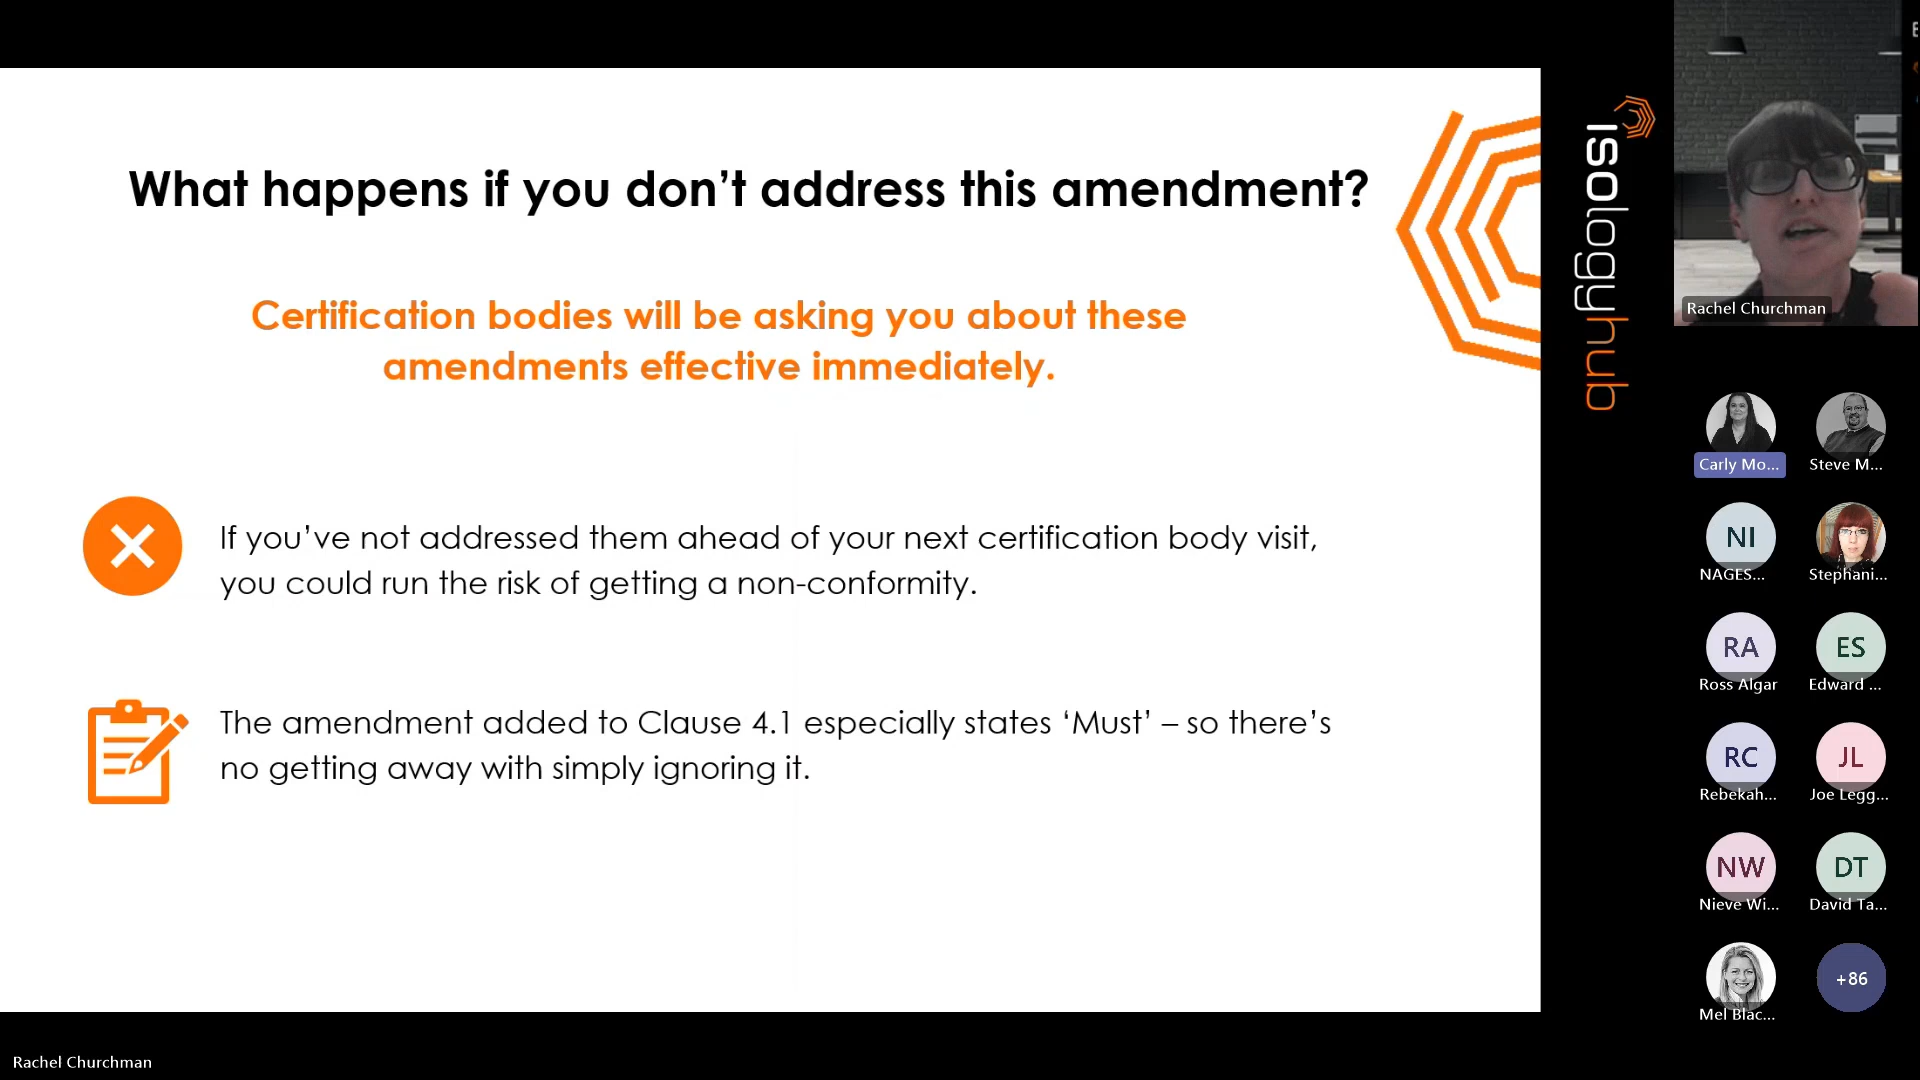 What happens if you don't address this amendment?
Certification bodies will be asking you about these
amendments effective immediately.
If you've not addressed them ahead of your next certification body visit,
you could run the risk of getting a non-conformity.
The amendment added to Clause 4.1 especially states ‘Must’ – so there's
no getting away with simply ignoring it.
isologyhub
Rachel Churchman
Carly Mo...
Steve M...
NI
NAGES...
Stephani...
RA
Ross Algar
ES
Edward ...
RC
Rebekah...
JL
Joe Legg...
NW
Nieve Wi...
DT
David Ta...
Mel Blac...
+86
Rachel Churchman